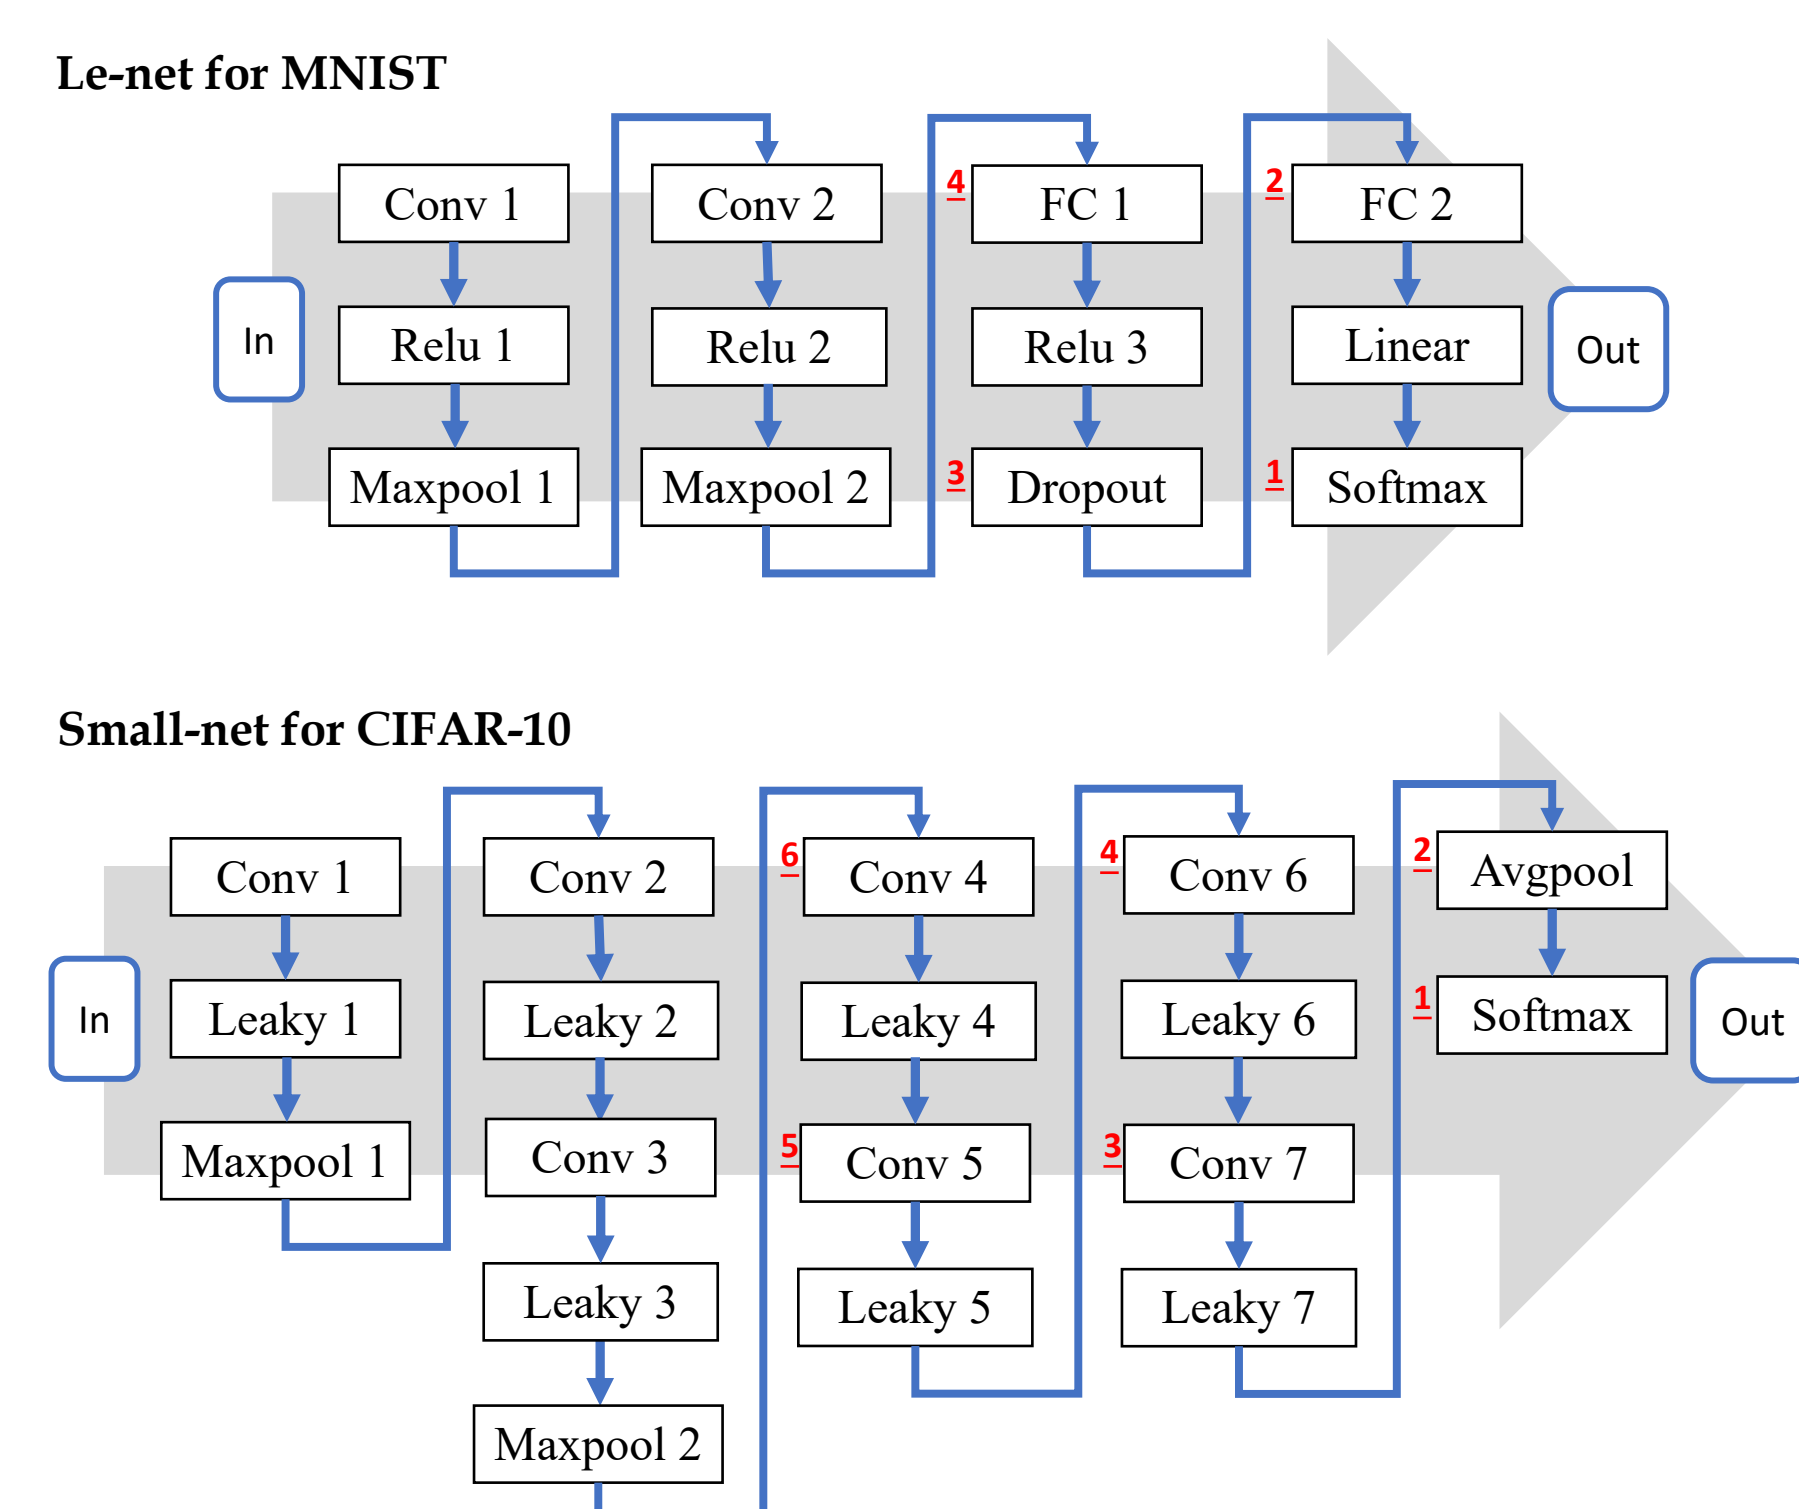 Le-net for MNIST
In
Conv 1
Relu 1
Maxpool 1
Conv 2
Relu 2
Maxpool 2
4
FC 1
Relu 3
3
Dropout
2
FC 2
Linear
1
Softmax
Out
Small-net for CIFAR-10
In
Conv 1
Leaky 1
Maxpool 1
Conv 2
Leaky 2
Conv 3
Leaky 3
Maxpool 2
6
Conv 4
Leaky 4
5
Conv 5
Leaky 5
4
Conv 6
Leaky 6
3
Conv 7
Leaky 7
2
Avgpool
1
Softmax
Out